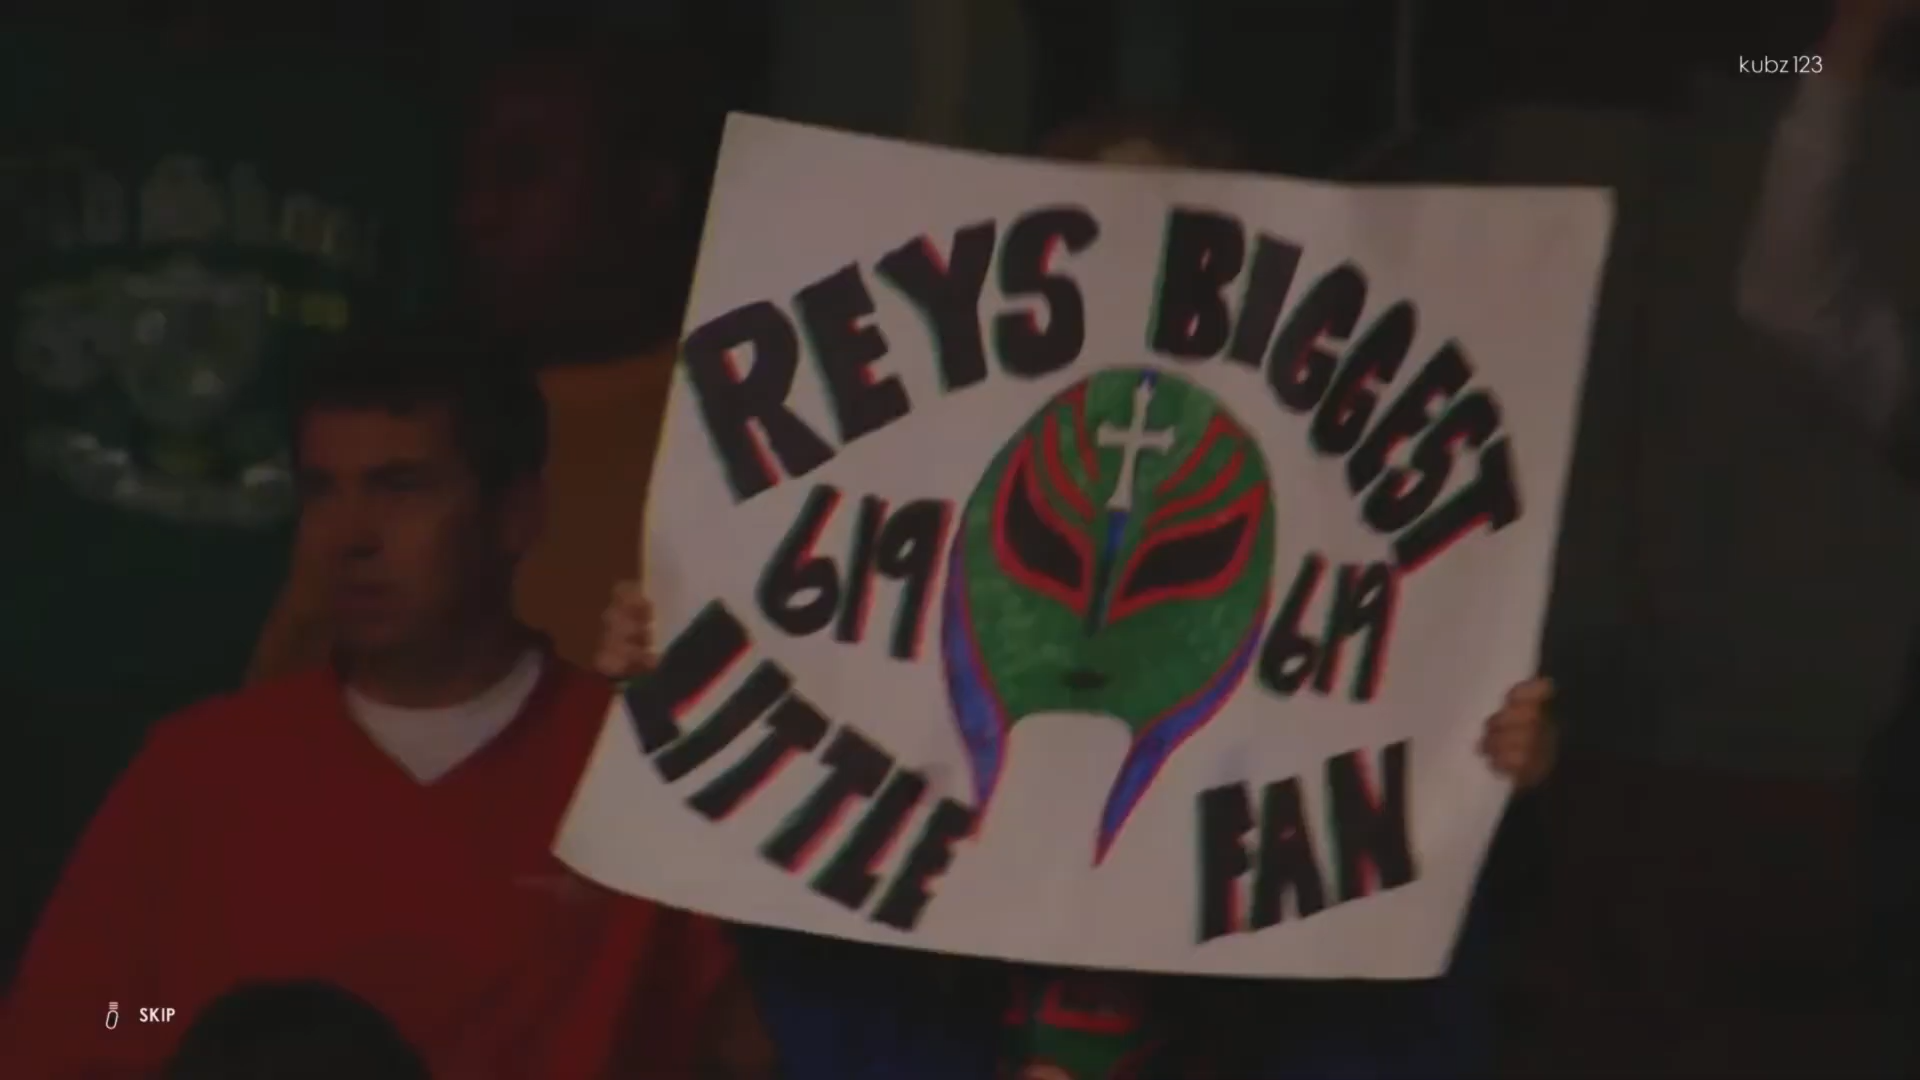 kubz123
REYS BIGGEST
619 619
LITTLE FAN
SKIP